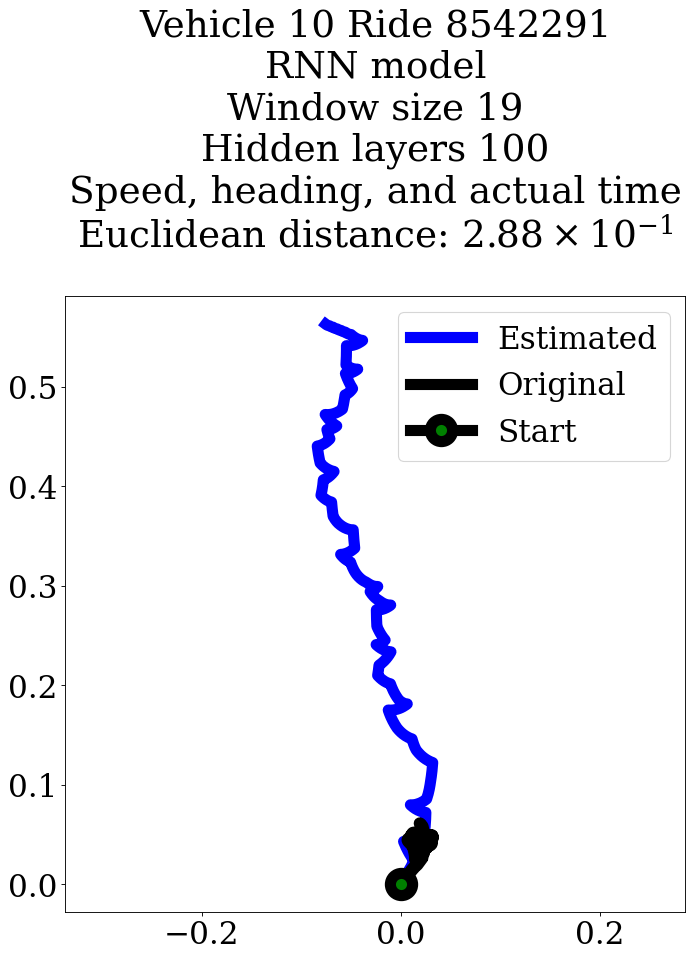 Vehicle 10 Ride 8542291
RNN model
Window size 19
Hidden layers 100
Speed, heading, and actual time
Euclidean distance: 2.88 × 10⁻¹
Estimated
Original
Start
0.5
0.4
0.3
0.2
0.1
0.0
−0.2
0.0
0.2